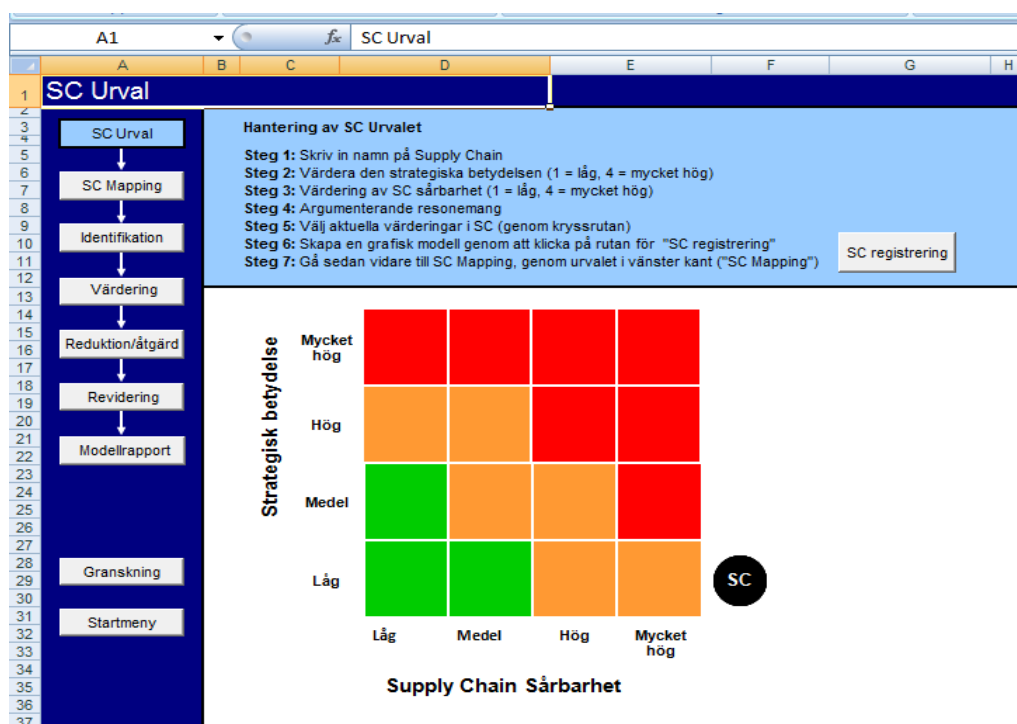 A1
fx
SC Urval
A B C D E F G H
SC Urval
1
2
3
4
5
6
7
8
9
10
11
12
13
14
15
16
17
18
19
20
21
22
23
24
25
26
27
28
29
30
31
32
33
34
35
36
37
SC Urval
SC Mapping
Identifikation
Värdering
Reduktion/åtgärd
Revidering
Modellrapport
Granskning
Startmeny
Hantering av SC Urvalet
Steg 1: Skriv in namn på Supply Chain
Steg 2: Värdera den strategiska betydelsen (1 = låg, 4 = mycket hög)
Steg 3: Värdering av SC sårbarhet (1 = låg, 4 = mycket hög)
Steg 4: Argumenterande resonemang
Steg 5: Välj aktuella värderingar i SC (genom kryssrutan)
Steg 6: Skapa en grafisk modell genom att klicka på rutan för "SC registrering"
Steg 7: Gå sedan vidare till SC Mapping, genom urvalet i vänster kant ("SC Mapping")
SC registrering
Strategisk betydelse
Mycket
hög
Hög
Medel
Låg
SC
Låg Medel Hög Mycket
hög
Supply Chain Sårbarhet